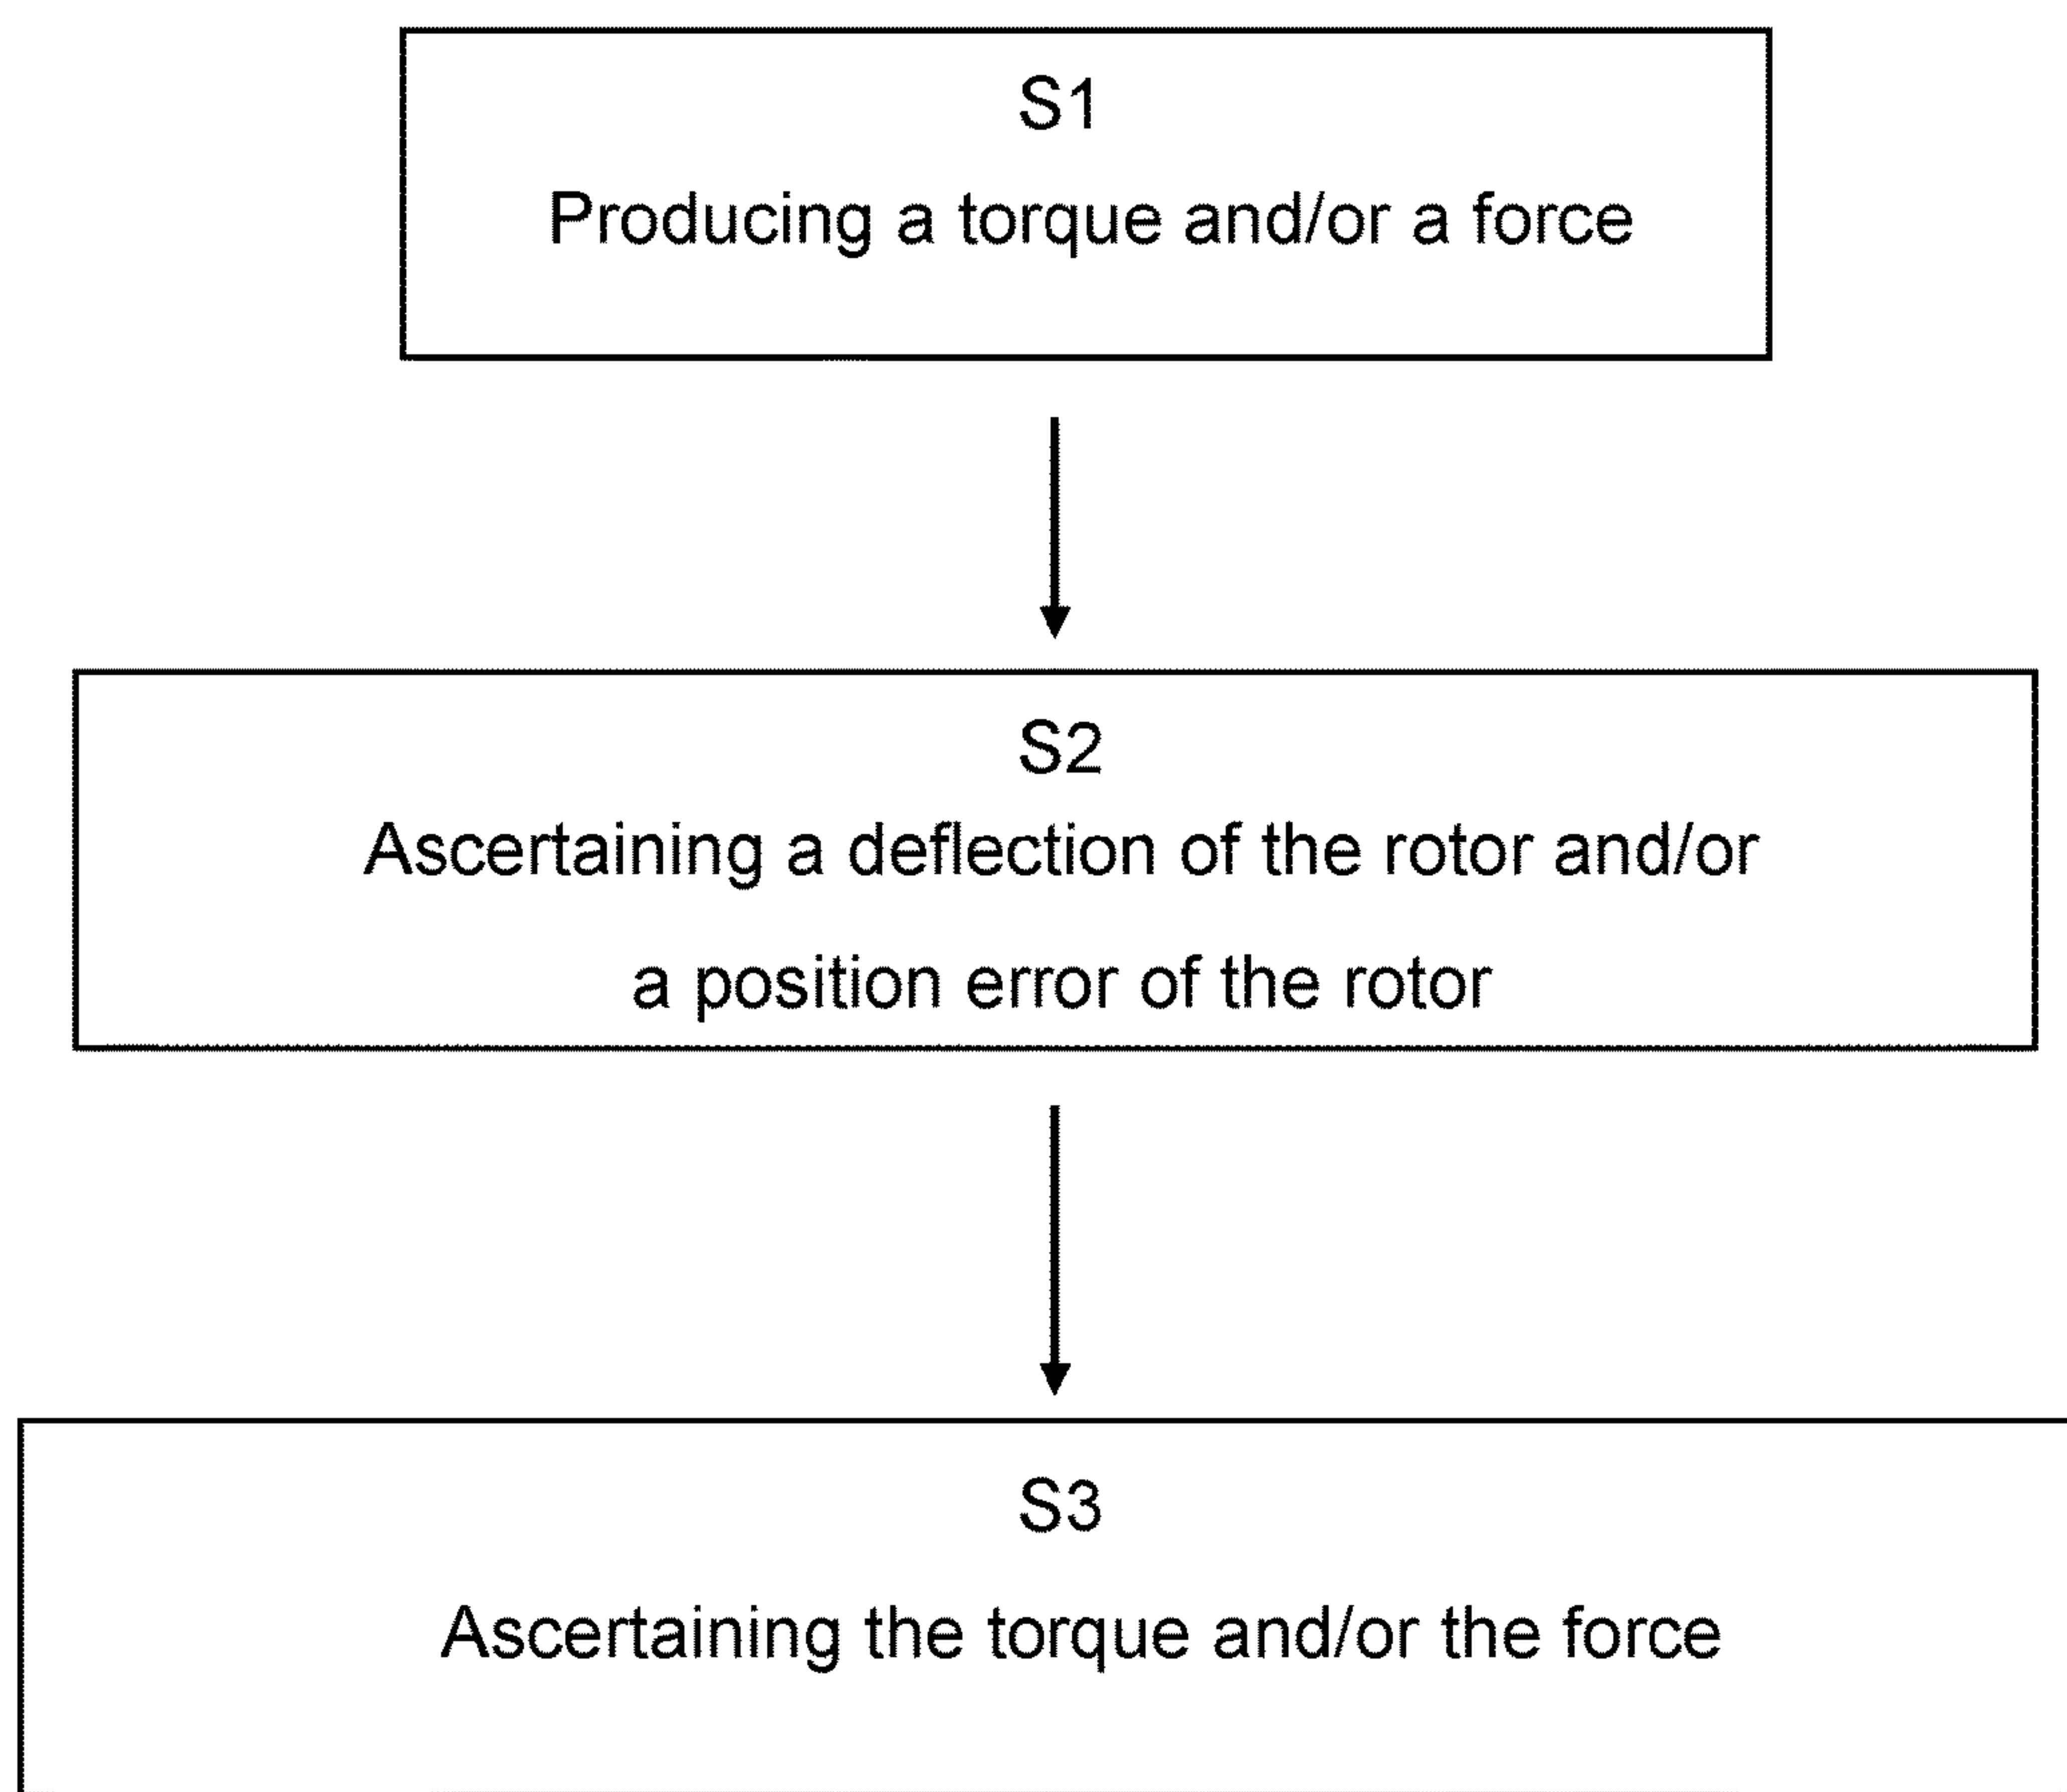 S1
Producing a torque and/or a force
S2
Ascertaining a deflection of the rotor and/or
a position error of the rotor
S3
Ascertaining the torque and/or the force